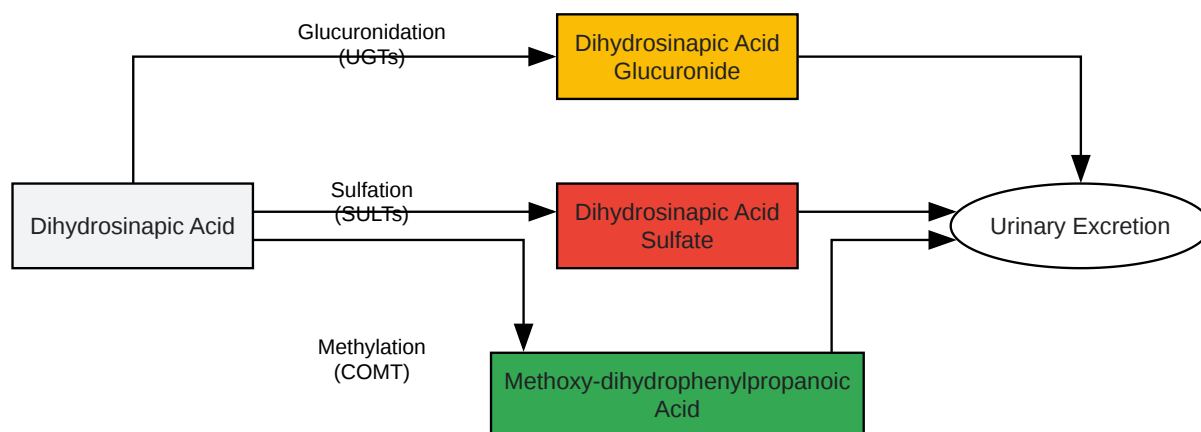 Glucuronidation
(UGTs)
Dihydrosinapic Acid
Glucuronide
Dihydrosinapic Acid
Sulfation
(SULTs)
Dihydrosinapic Acid
Sulfate
Urinary Excretion
Methylation
(COMT)
Methoxy-dihydrophenylpropanoic
Acid